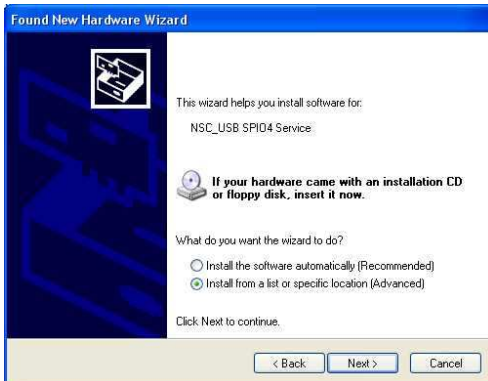 Found New Hardware Wizard
This wizard helps you install software for:
NSC_USB SPIO4 Service
If your hardware came with an installation CD
or floppy disk, insert it now.
What do you want the wizard to do?
Install the software automatically (Recommended)
Install from a list or specific location (Advanced)
Click Next to continue.
< Back Next > Cancel